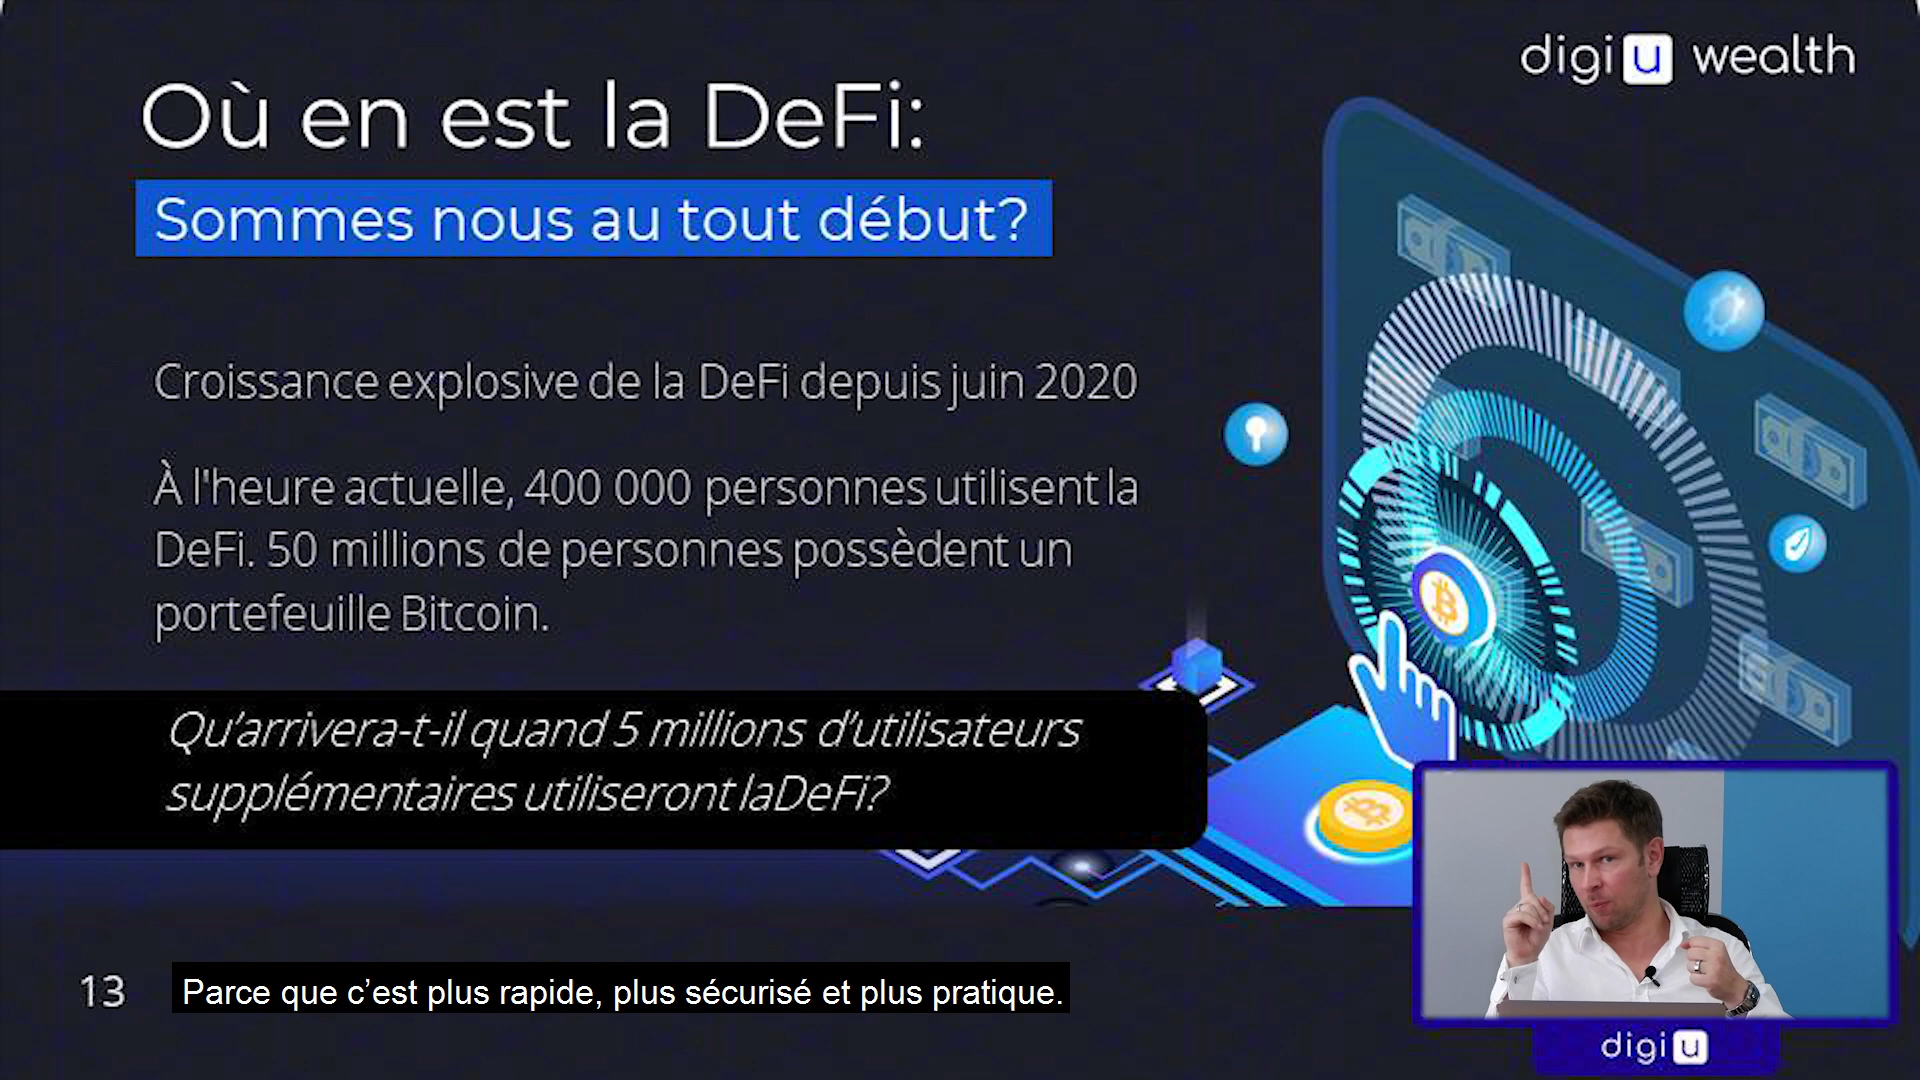 digi u wealth
Où en est la DeFi:
Sommes nous au tout début?
Croissance explosive de la DeFi depuis juin 2020
À l'heure actuelle, 400 000 personnes utilisent la
DeFi. 50 millions de personnes possèdent un
portefeuille Bitcoin.
Qu’arrivera-t-il quand 5 millions d’utilisateurs
supplémentaires utiliseront laDeFi?
13
Parce que c’est plus rapide, plus sécurisé et plus pratique.
digi u